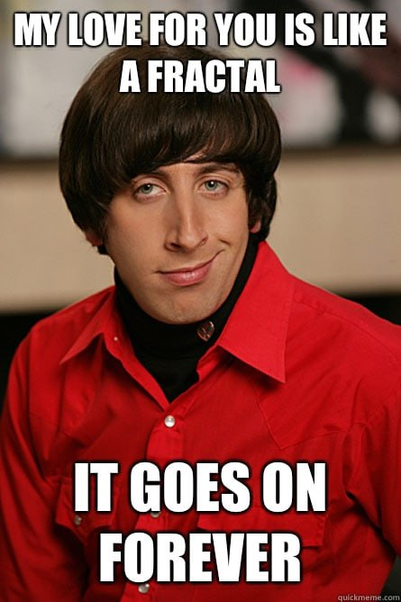 MY LOVE FOR YOU IS LIKE
A FRACTAL
IT GOES ON
FOREVER
quickmeme.com